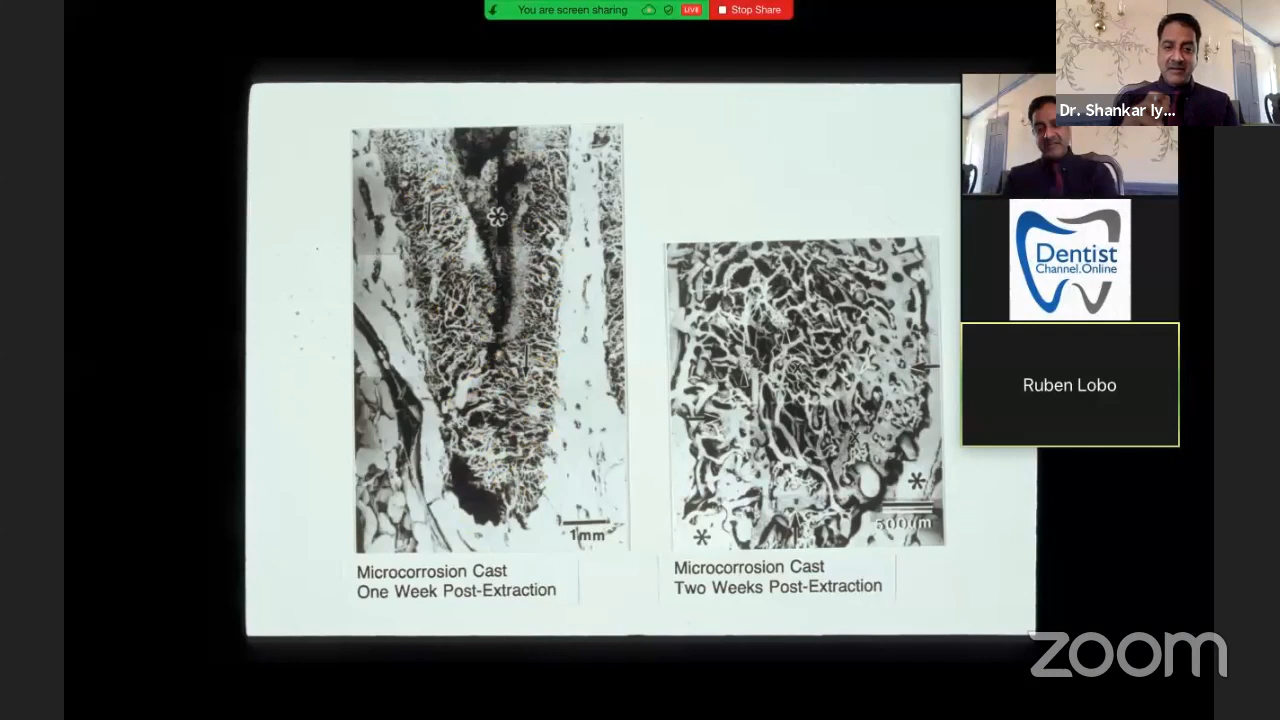 You are screen sharing
LIVE
Stop Share
Dr. Shankar Iy...
Dentist
Channel.Online
Ruben Lobo
1mm
500µm
Microcorrosion Cast
One Week Post-Extraction
Microcorrosion Cast
Two Weeks Post-Extraction
zoom